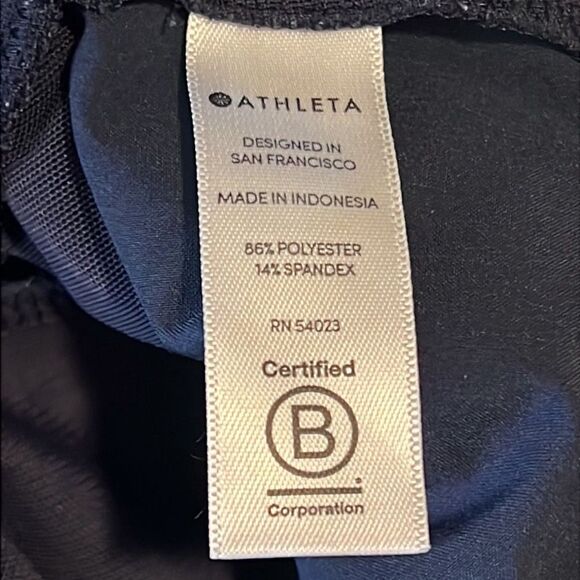 ATHLETA
DESIGNED IN
SAN FRANCISCO
MADE IN INDONESIA
86% POLYESTER
14% SPANDEX
RN 54023
Certified
B
Corporation